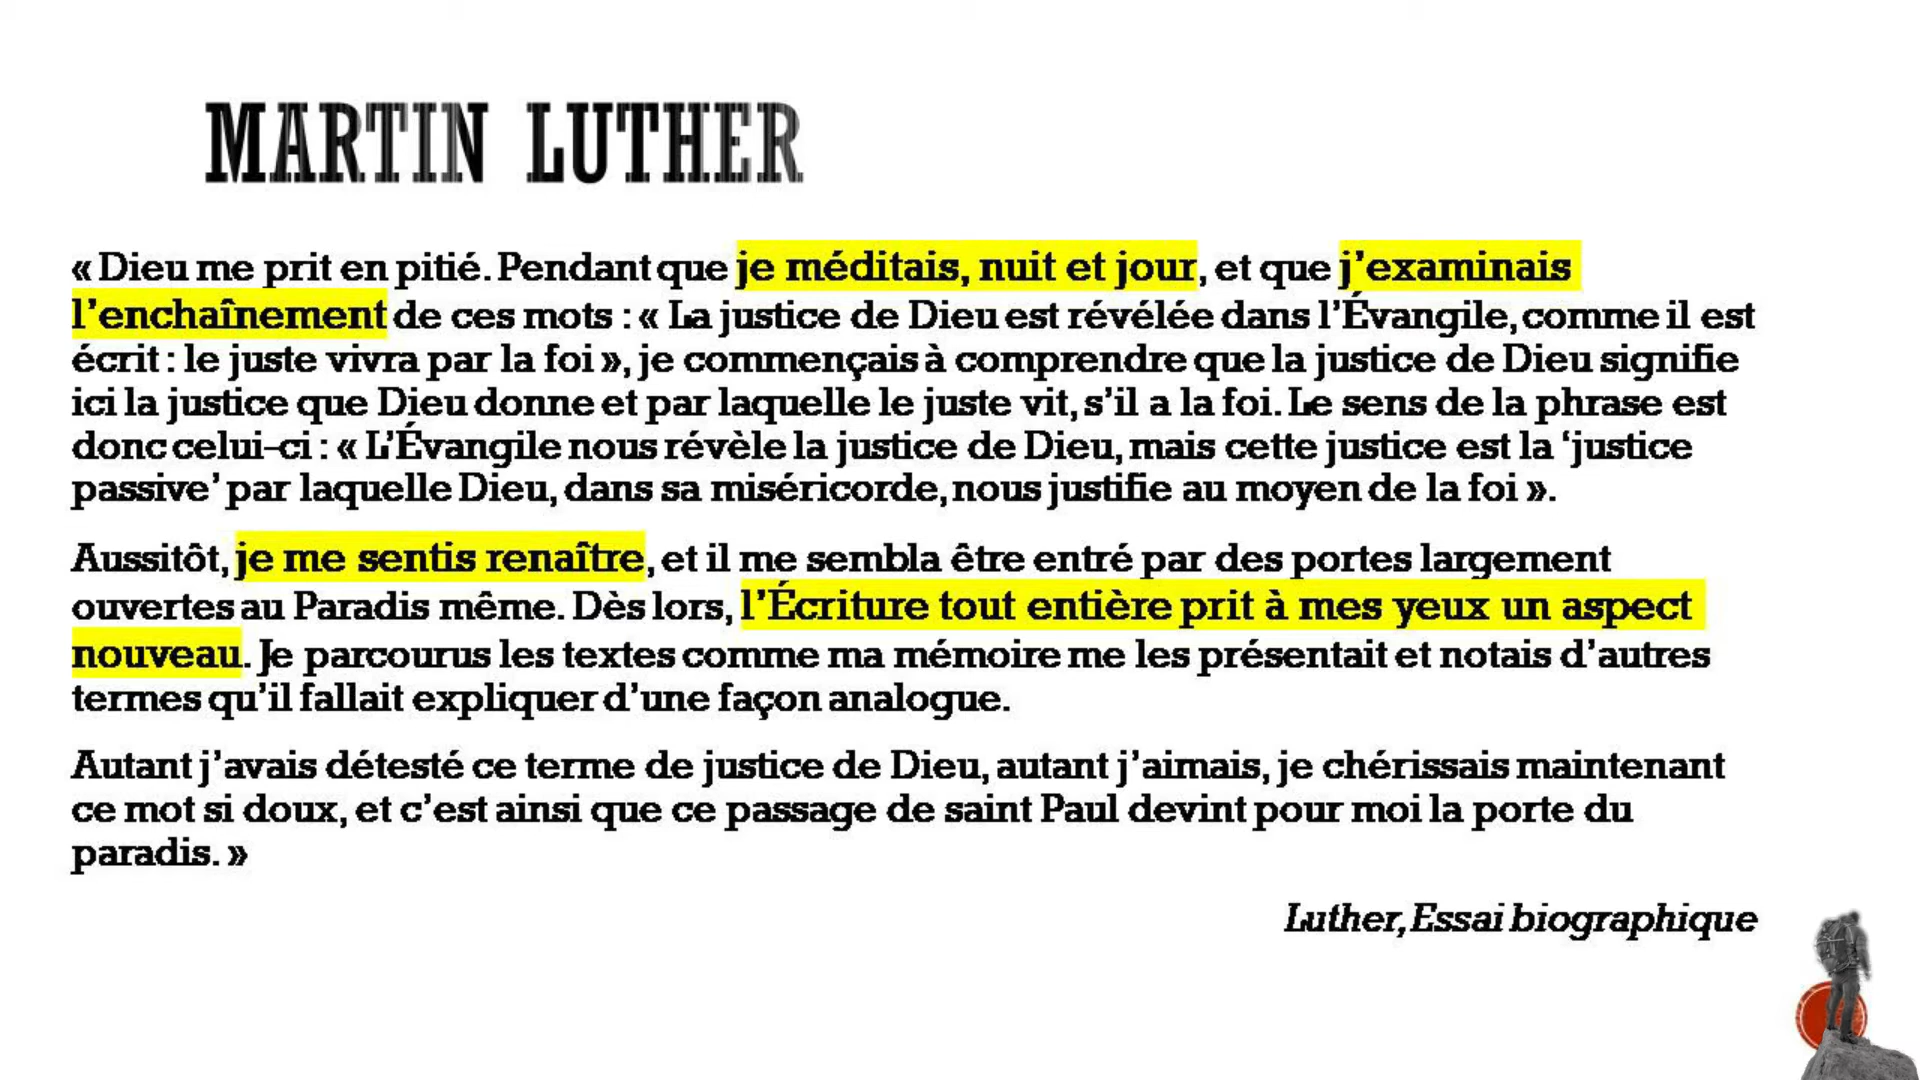 MARTIN LUTHER
« Dieu me prit en pitié. Pendant que je méditais, nuit et jour, et que j’examinais
l’enchaînement de ces mots : « La justice de Dieu est révélée dans l’Évangile, comme il est
écrit : le juste vivra par la foi », je commençais à comprendre que la justice de Dieu signifie
ici la justice que Dieu donne et par laquelle le juste vit, s’il a la foi. Le sens de la phrase est
donc celui-ci : « L’Évangile nous révèle la justice de Dieu, mais cette justice est la ‘justice
passive’ par laquelle Dieu, dans sa miséricorde, nous justifie au moyen de la foi ».
Aussitôt, je me sentis renaître, et il me sembla être entré par des portes largement
ouvertes au Paradis même. Dès lors, l’Écriture tout entière prit à mes yeux un aspect
nouveau. Je parcourus les textes comme ma mémoire me les présentait et notais d’autres
termes qu’il fallait expliquer d’une façon analogue.
Autant j’avais détesté ce terme de justice de Dieu, autant j’aimais, je chérissais maintenant
ce mot si doux, et c’est ainsi que ce passage de saint Paul devint pour moi la porte du
paradis. »
Luther, Essai biographique